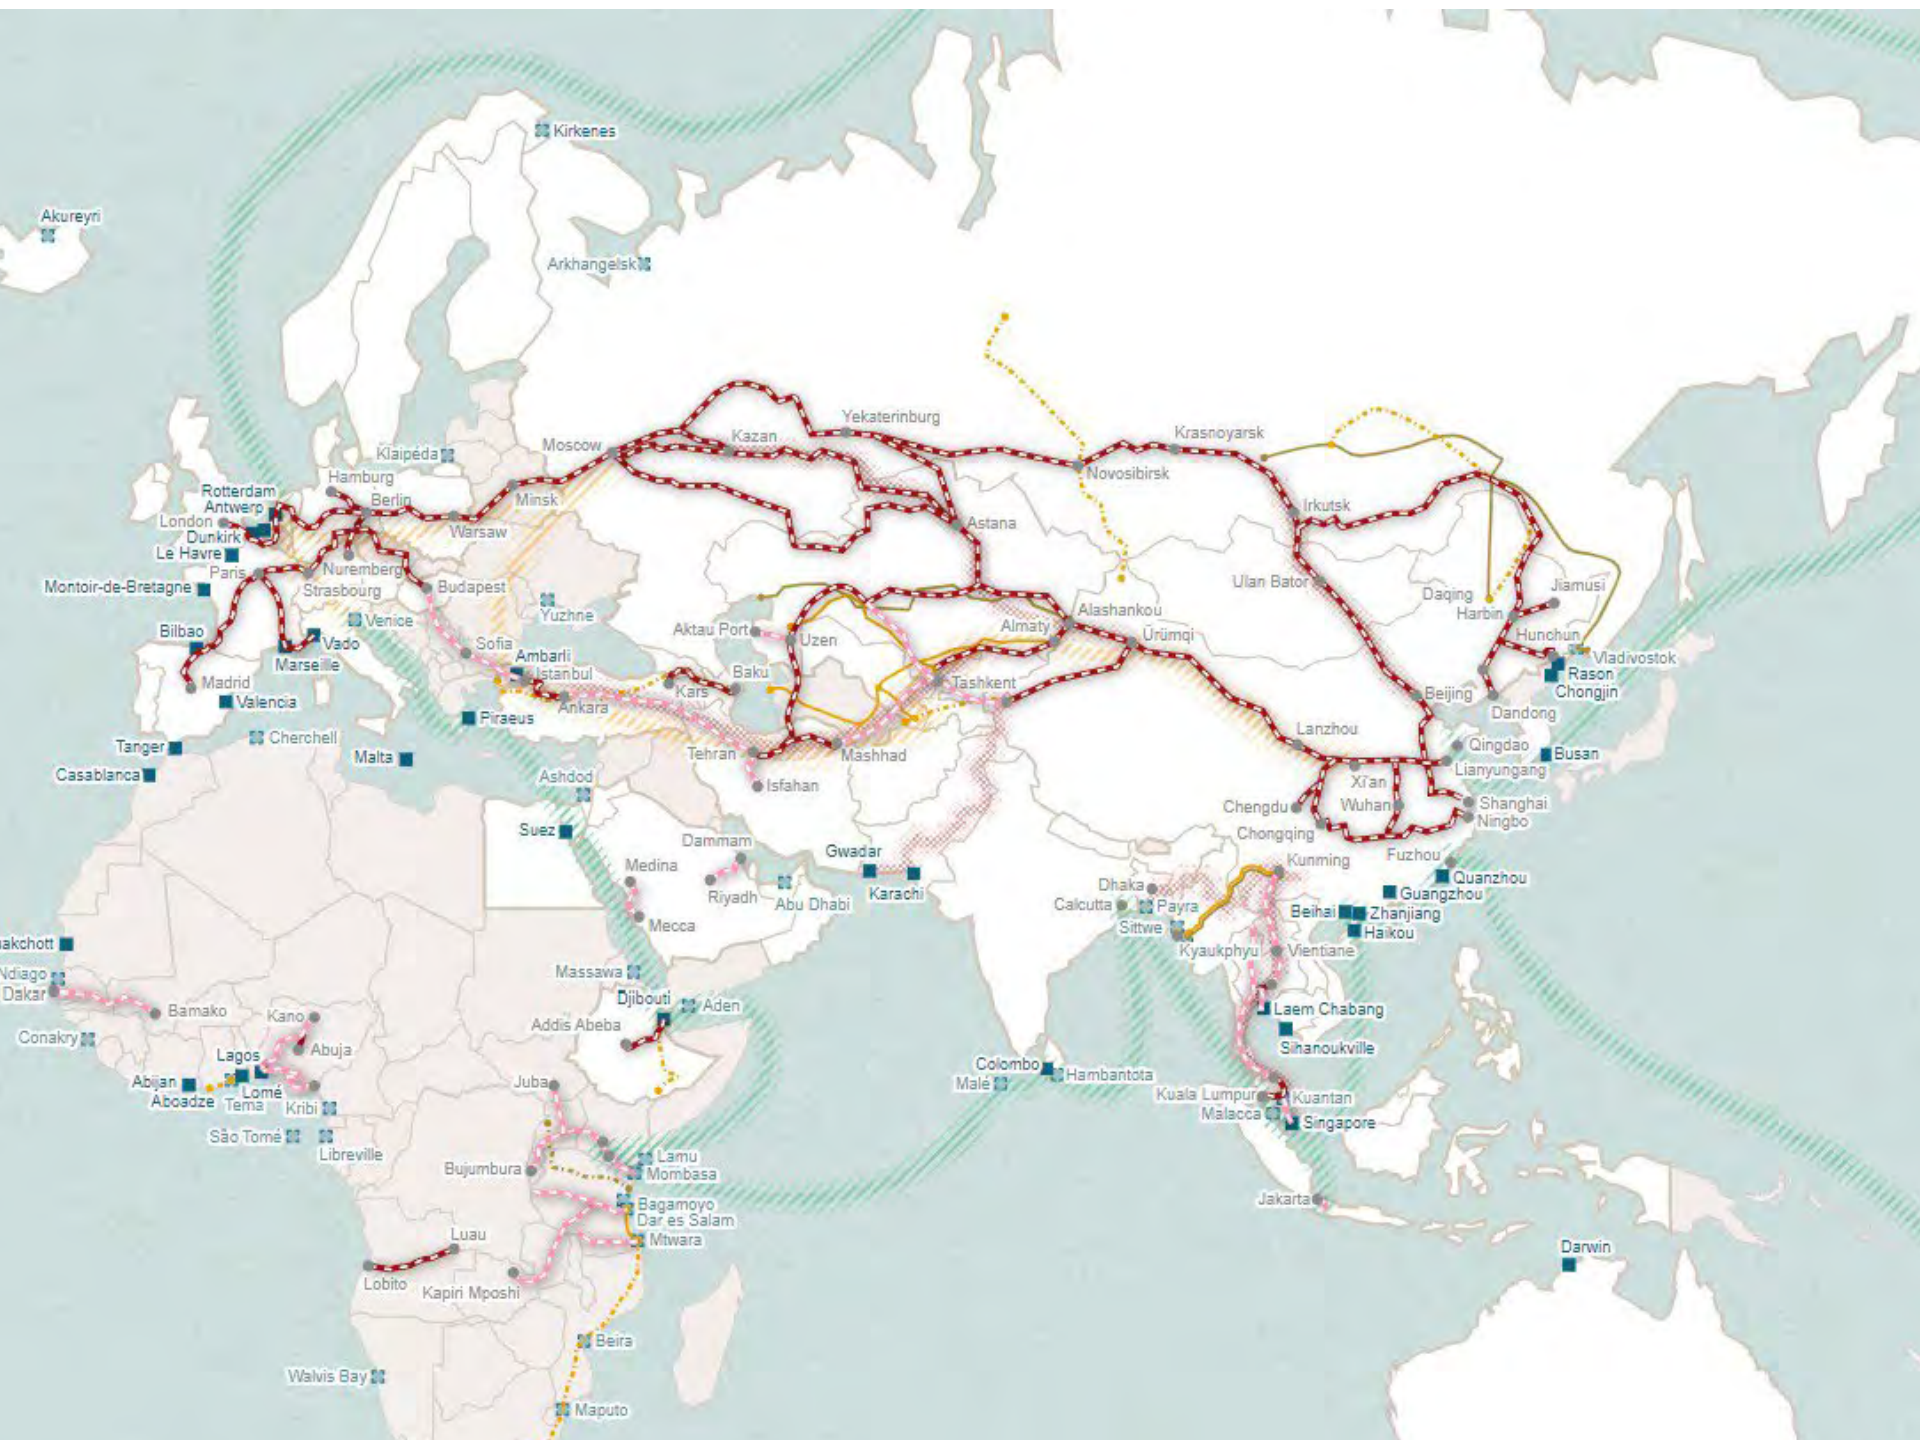 Kirkenes
Akureyri
Arkhangelsk
Yekaterinburg
Kazan
Krasnoyarsk
Moscow
Klaipėda
Novosibirsk
Hamburg
Rotterdam
Berlin
Minsk
Antwerp
Irkutsk
London
Astana
Warsaw
Dunkirk
Le Havre
Paris
Nuremberg
Ulan Bator
Montoir-de-Bretagne
Strasbourg
Budapest
Daqing
Jiamusi
Yuzhne
Harbin
Alashankou
Venice
Bilbao
Aktau Port
Uzen
Almaty
Ürümqi
Hunchun
Vado
Sofia
Vladivostok
Marseille
Ambarli
Istanbul
Baku
Rason
Madrid
Kars
Tashkent
Beijing
Chongjin
Valencia
Ankara
Dandong
Piraeus
Lanzhou
Cherchell
Tanger
Malta
Tehran
Mashhad
Qingdao
Busan
Casablanca
Lianyungang
Ashdod
Isfahan
Xi'an
Chengdu
Wuhan
Shanghai
Suez
Chongqing
Ningbo
Dammam
Gwadar
Fuzhou
Medina
Kunming
Riyadh
Abu Dhabi
Karachi
Dhaka
Quanzhou
Guangzhou
Calcutta
Payra
Beihai
Zhanjiang
Mecca
Sittwe
Haikou
akchott
Kyaukphyu
Vientiane
Ndiago
Massawa
Dakar
Djibouti
Aden
Bamako
Kano
Laem Chabang
Addis Abeba
Conakry
Abuja
Sihanoukville
Lagos
Colombo
Hambantota
Abijan
Juba
Malé
Lomé
Kuala Lumpur
Kuantan
Aboadze
Tema
Kribi
Malacca
Singapore
São Tomé
Libreville
Lamu
Bujumbura
Mombasa
Jakarta
Bagamoyo
Dar es Salam
Luau
Mtwara
Darwin
Lobito
Kapiri Mposhi
Beira
Walvis Bay
Maputo